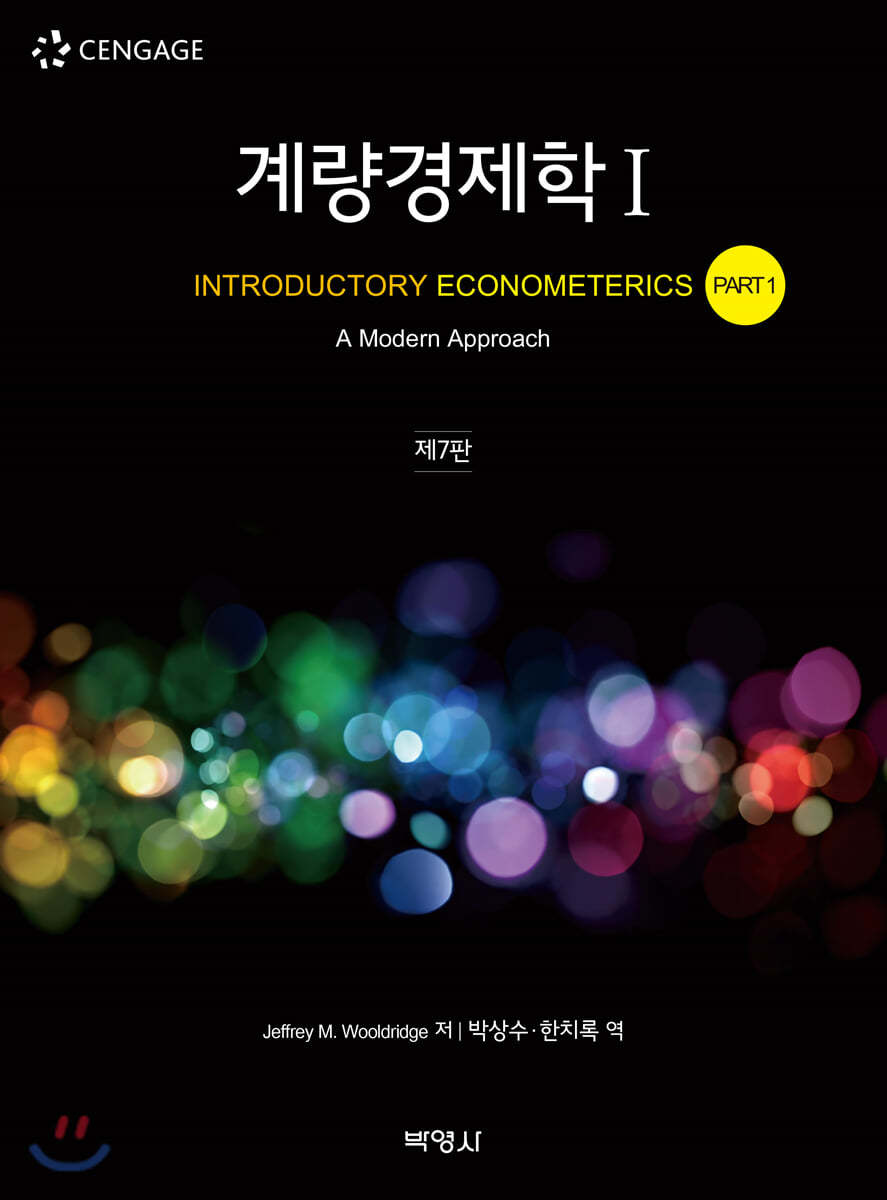 CENGAGE
계량경제학 I
INTRODUCTORY ECONOMETERICS PART 1
A Modern Approach
제7판
Jeffrey M. Wooldridge 저 | 박상수 · 한치록 역
박영사